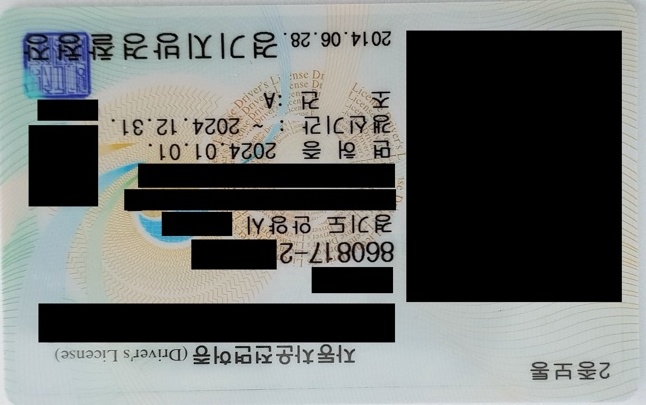 2종보통
자동차운전면허증 (Driver's License)
860817-2
경기도 안양시
면 허 증 2024.01.01.
갱신기간 : ~ 2024.12.31.
조 건 :A
2014.06.28.
경기지방경찰청장